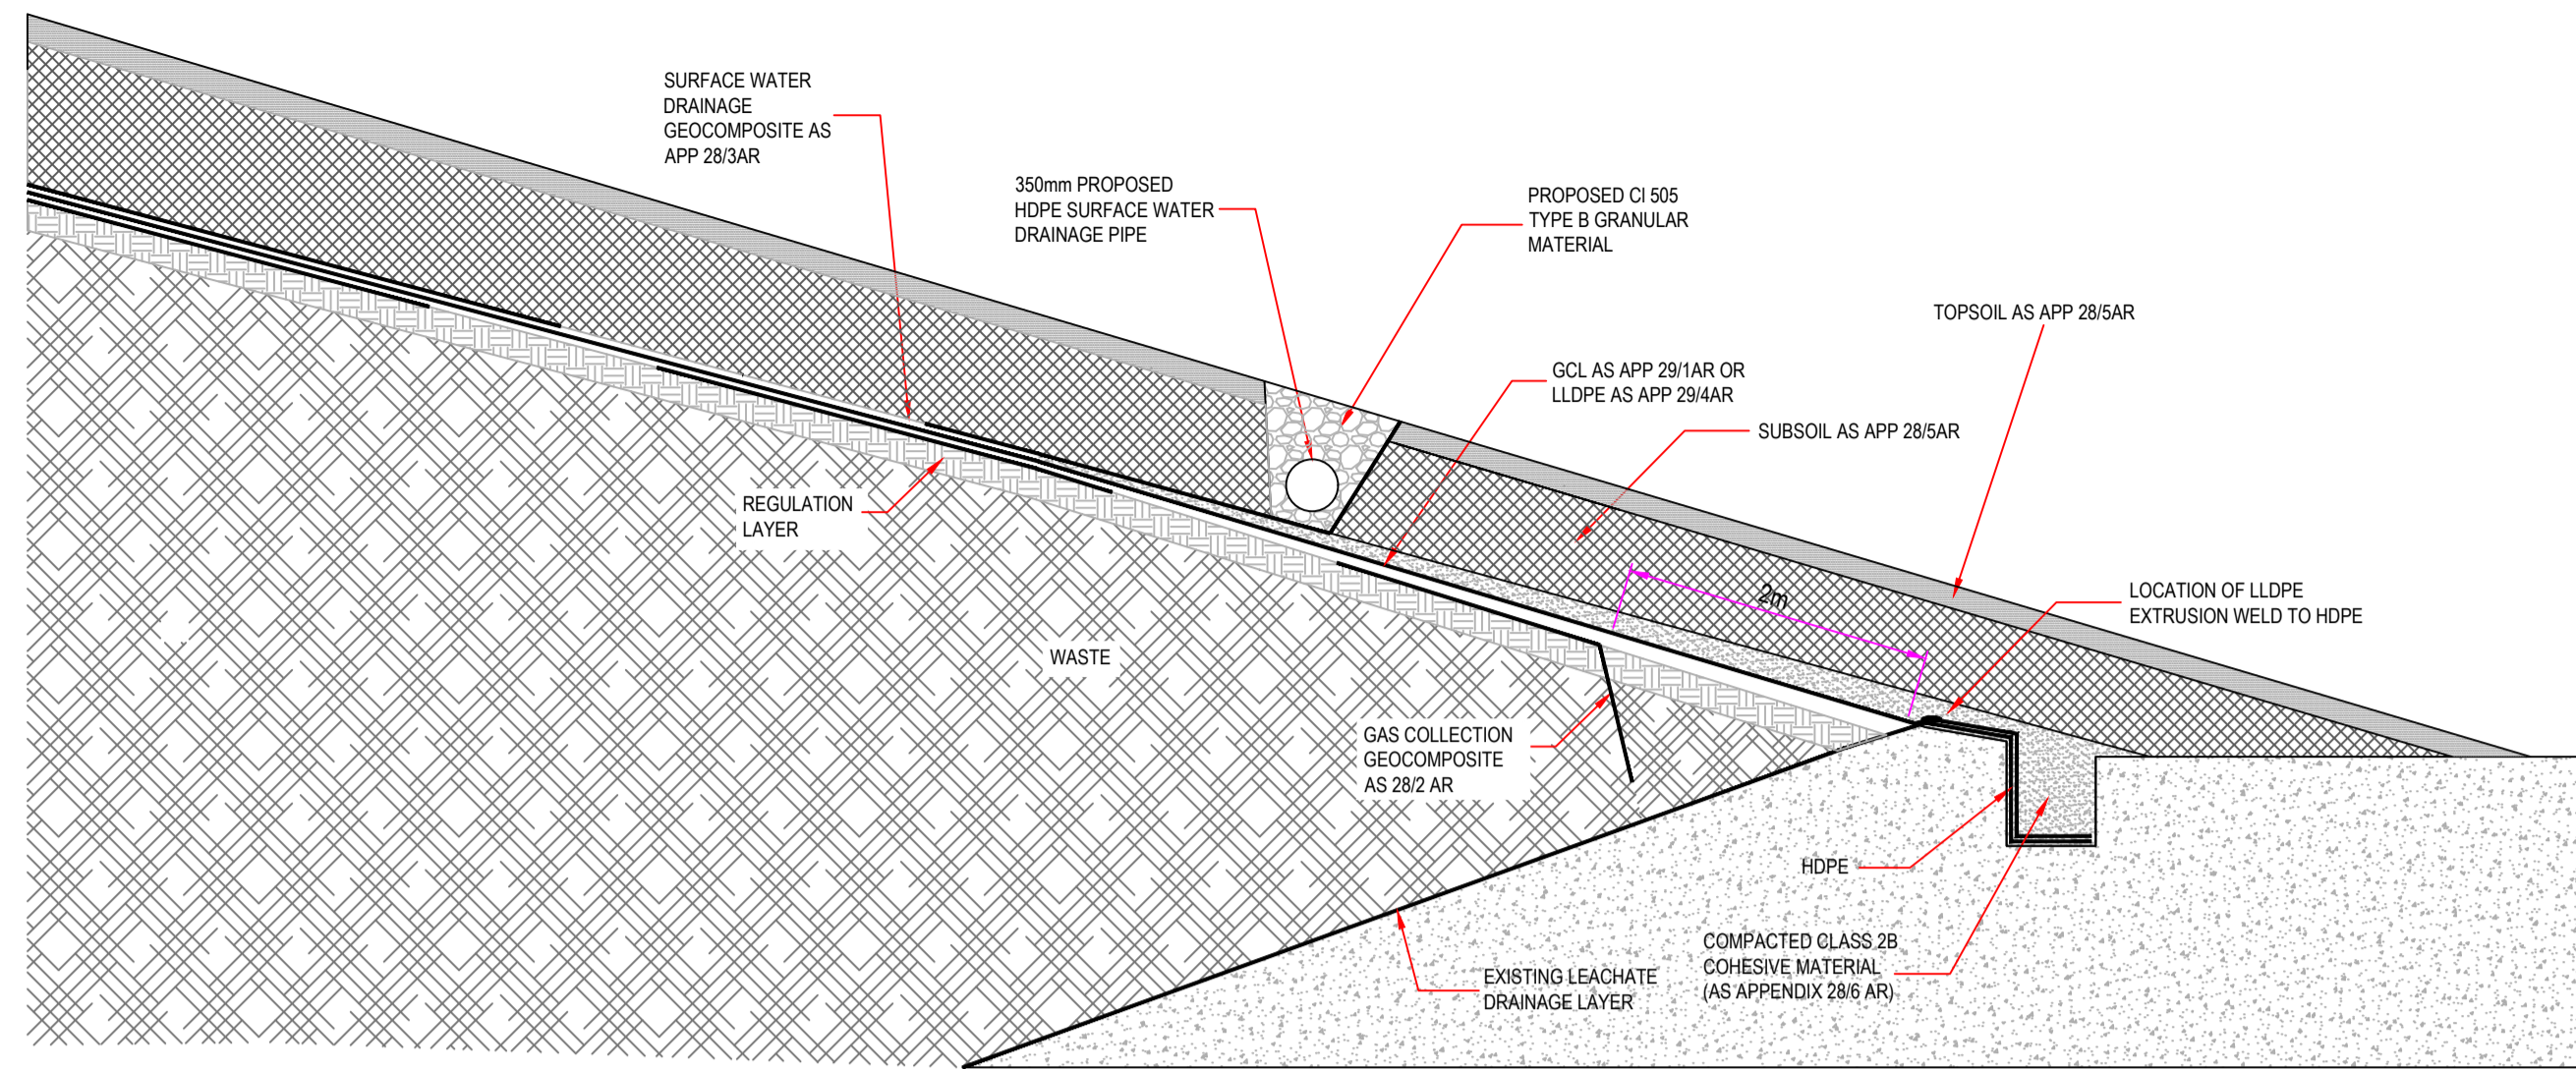 SURFACE WATER
DRAINAGE
GEOCOMPOSITE AS
APP 28/3AR
350mm PROPOSED
HDPE SURFACE WATER
DRAINAGE PIPE
PROPOSED Cl 505
TYPE B GRANULAR
MATERIAL
TOPSOIL AS APP 28/5AR
GCL AS APP 29/1AR OR
LLDPE AS APP 29/4AR
SUBSOIL AS APP 28/5AR
REGULATION
LAYER
2m
LOCATION OF LLDPE
EXTRUSION WELD TO HDPE
WASTE
GAS COLLECTION
GEOCOMPOSITE
AS 28/2 AR
HDPE
COMPACTED CLASS 2B
COHESIVE MATERIAL
(AS APPENDIX 28/6 AR)
EXISTING LEACHATE
DRAINAGE LAYER